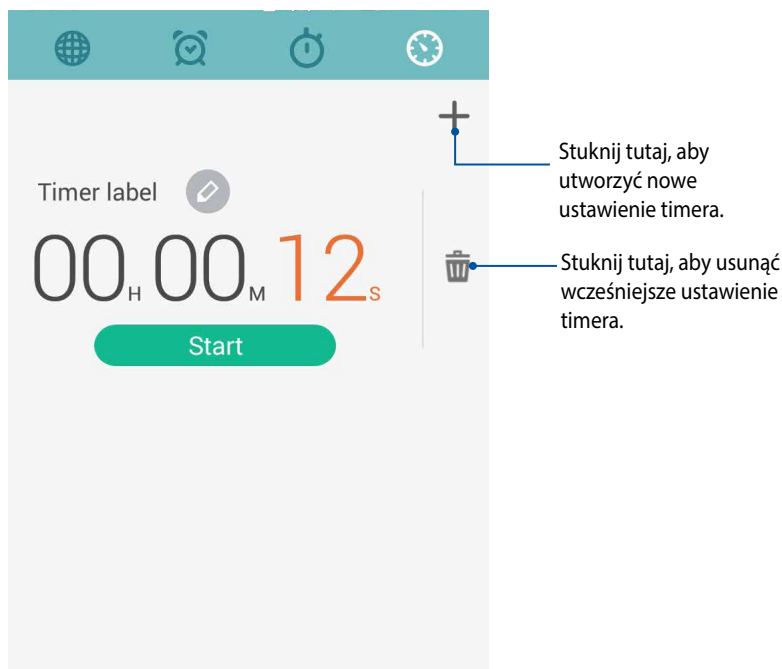 Timer label
00H 00M 12S
Start
Stuknij tutaj, aby
utworzyć nowe
ustawienie timera.
Stuknij tutaj, aby usunąć
wcześniejsze ustawienie
timera.